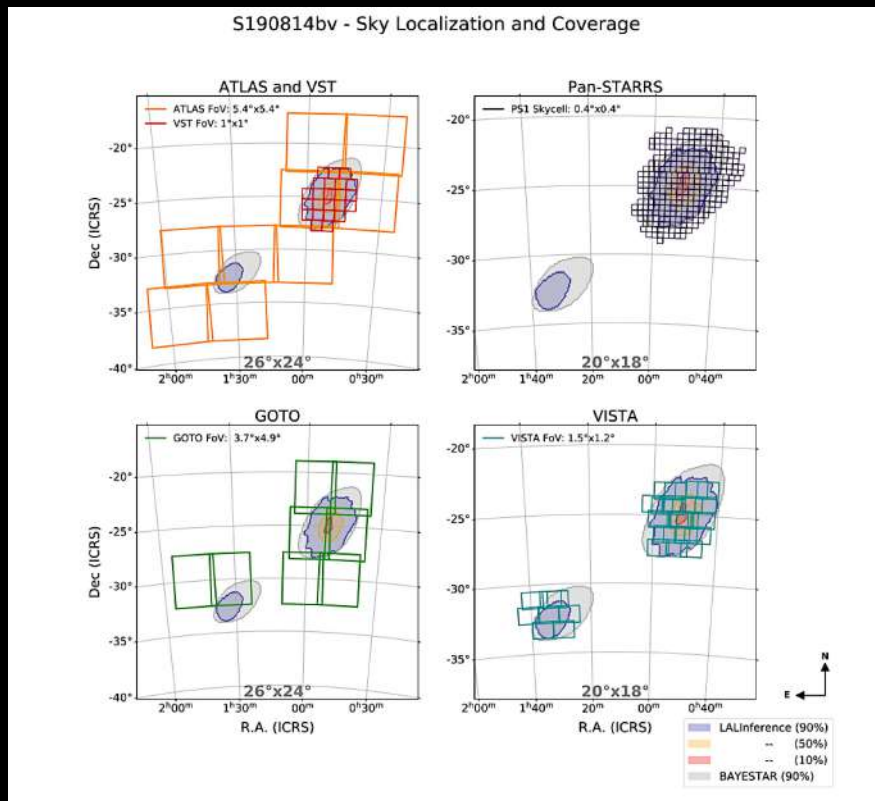 S190814bv - Sky Localization and Coverage
ATLAS and VST
ATLAS FoV: 5.4°x5.4°
VST FoV: 1°x1°
-20°
-25°
-30°
-35°
-40°
Dec (ICRS)
26°x24°
2ʰ00ᵐ 1ʰ30ᵐ 00ᵐ 0ʰ30ᵐ
Pan-STARRS
PS1 Skycell: 0.4°x0.4°
-20°
-25°
-30°
-35°
20°x18°
2ʰ00ᵐ 1ʰ40ᵐ 20ᵐ 00ᵐ 0ʰ40ᵐ
GOTO
GOTO FoV: 3.7°x4.9°
-20°
-25°
-30°
-35°
-40°
Dec (ICRS)
26°x24°
2ʰ00ᵐ 1ʰ30ᵐ 00ᵐ 0ʰ30ᵐ
R.A. (ICRS)
VISTA
VISTA FoV: 1.5°x1.2°
-20°
-25°
-30°
-35°
20°x18°
2ʰ00ᵐ 1ʰ40ᵐ 20ᵐ 00ᵐ 0ʰ40ᵐ
R.A. (ICRS)
N
E
LALInference (90%)
-- (50%)
-- (10%)
BAYESTAR (90%)